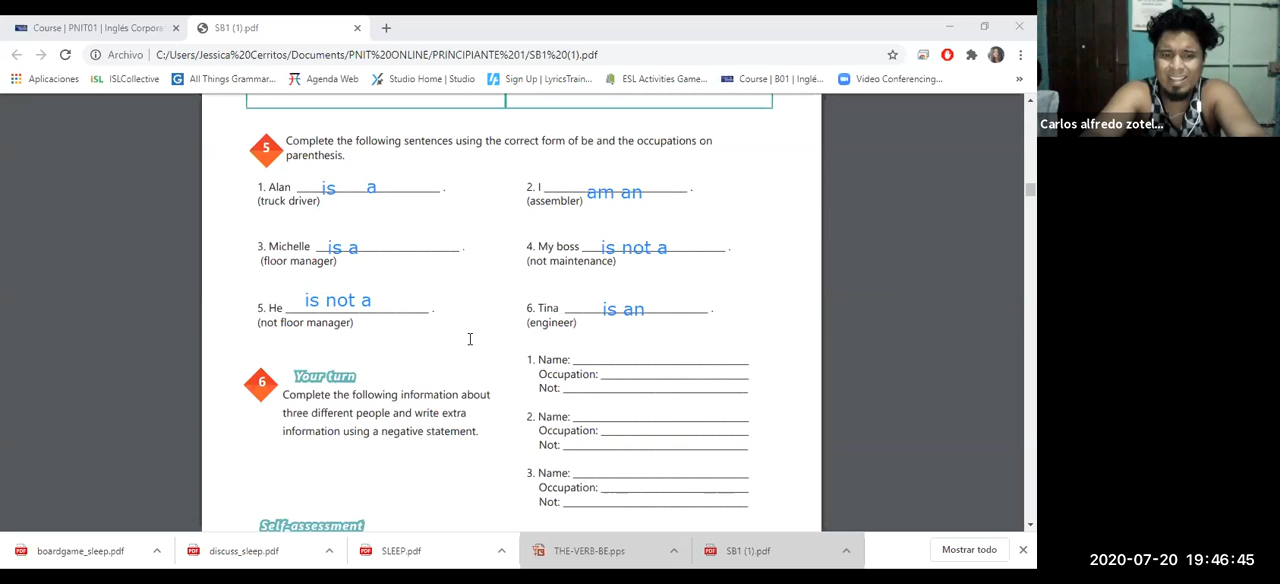 Course | PNIT01 | Inglés Corpora
SB1 (1).pdf
Archivo | C:/Users/Jessica%20Cerritos/Documents/PNIT%20ONLINE/PRINCIPIANTE%201/SB1%20(1).pdf
Aplicaciones
ISL ISLCollective
All Things Grammar...
Agenda Web
Studio Home | Studio
Sign Up | LyricsTrain...
ESL Activities Game...
Course | B01 | Inglé...
Video Conferencing...
»
Carlos alfredo zotel...
5 Complete the following sentences using the correct form of be and the occupations on
parenthesis.
1. Alan is a .
(truck driver)
2. I am an .
(assembler)
3. Michelle is a .
(floor manager)
4. My boss is not a .
(not maintenance)
5. He is not a .
(not floor manager)
6. Tina is an .
(engineer)
6 Your turn
Complete the following information about
three different people and write extra
information using a negative statement.
1. Name:
Occupation:
Not:
2. Name:
Occupation:
Not:
3. Name:
Occupation:
Not:
Self-assessment
boardgame_sleep.pdf
discuss_sleep.pdf
SLEEP.pdf
THE-VERB-BE.pps
SB1 (1).pdf
Mostrar todo
2020-07-20 19:46:45